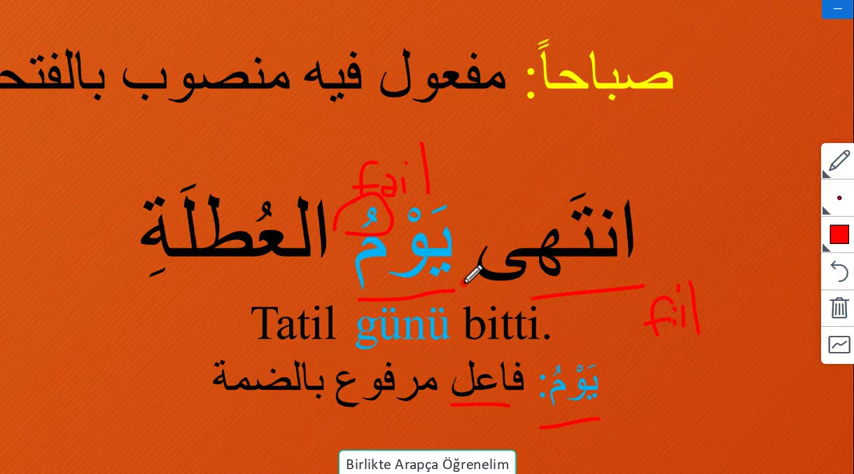 صباحاً: مفعول فيه منصوب بالفتح
fail
انتَهى يَوْمُ العُطلَةِ
fiil
Tatil günü bitti.
يَوْمُ: فاعل مرفوع بالضمة
Birlikte Arapça Öğrenelim